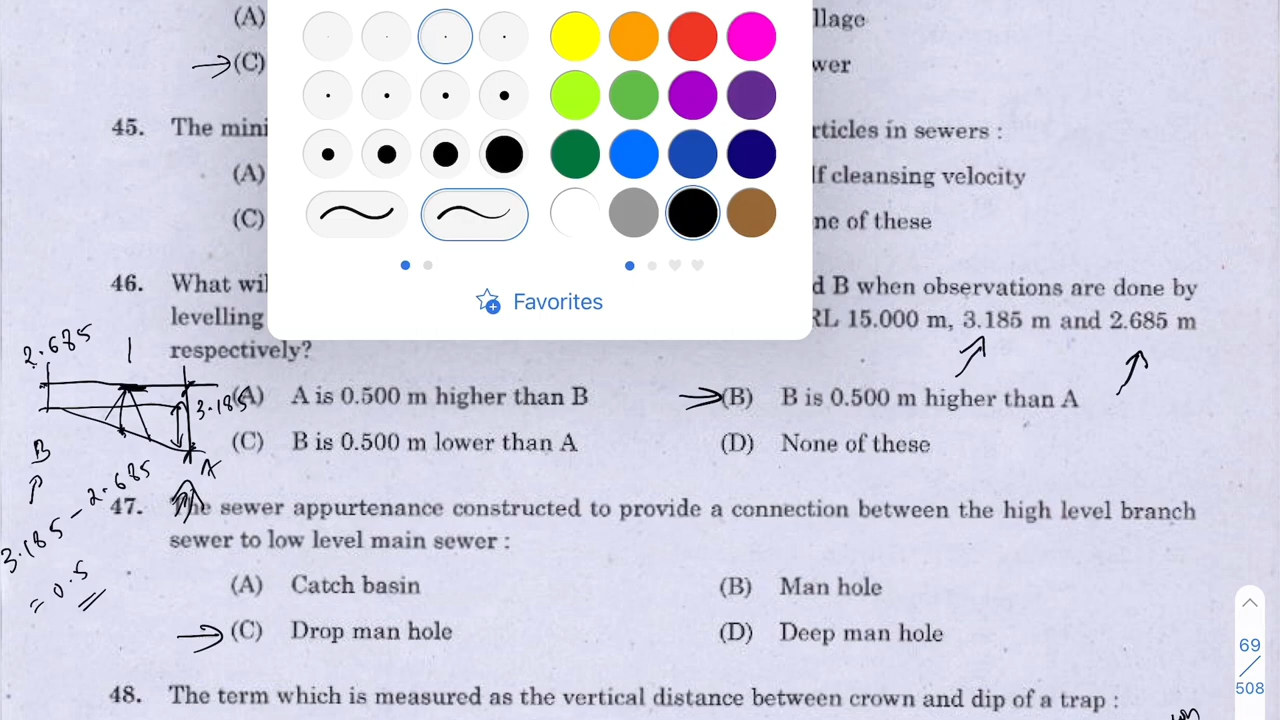 (A) llage
(C) wer
45. The mini rticles in sewers :
(A) lf cleansing velocity
(C) ne of these
Favorites
46. What wil d B when observations are done by
levelling RL 15.000 m, 3.185 m and 2.685 m
respectively?
2.685
3.185
(A) A is 0.500 m higher than B (B) B is 0.500 m higher than A
(C) B is 0.500 m lower than A (D) None of these
B
A
3.185 - 2.685
= 0.5
47. The sewer appurtenance constructed to provide a connection between the high level branch
sewer to low level main sewer :
(A) Catch basin (B) Man hole
(C) Drop man hole (D) Deep man hole
69
508
48. The term which is measured as the vertical distance between crown and dip of a trap :